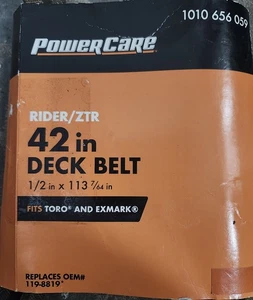 1010 656 059
POWERCARE
RIDER/ZTR
42 in
DECK BELT
1/2 in x 113 7/64 in
FITS TORO® AND EXMARK®
REPLACES OEM#
119-8819*